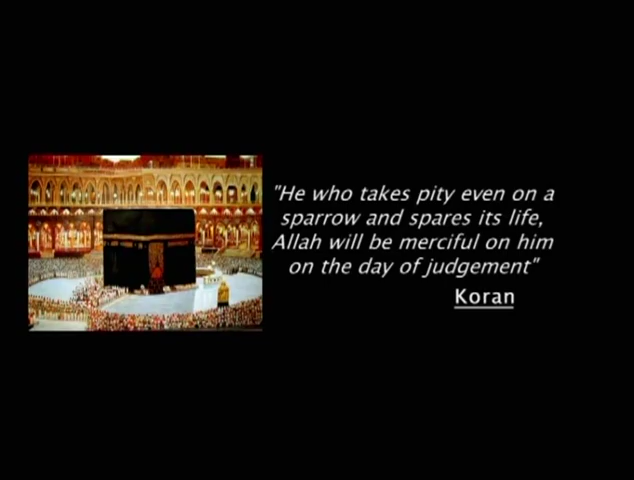 "He who takes pity even on a
sparrow and spares its life,
Allah will be merciful on him
on the day of judgement"
Koran